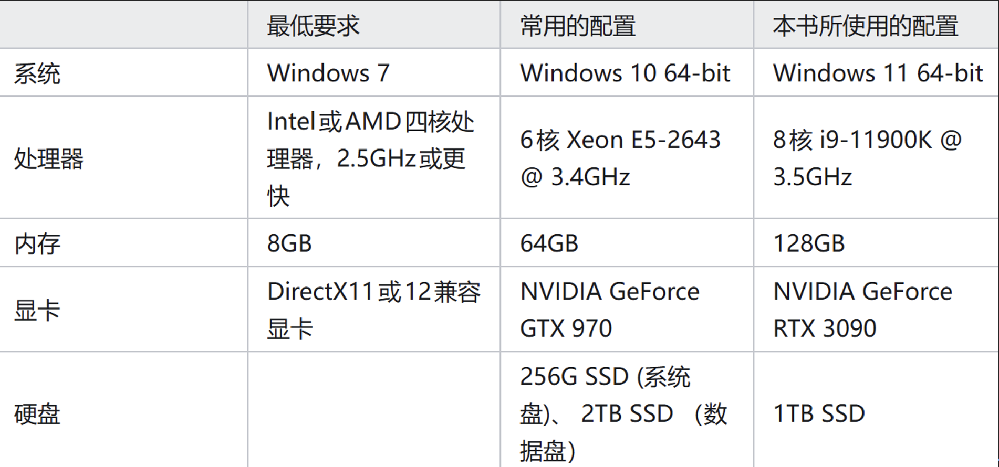 最低要求 常用的配置 本书所使用的配置
系统 Windows 7 Windows 10 64-bit Windows 11 64-bit
处理器
Intel或AMD四核处
理器，2.5GHz或更
快
6核 Xeon E5-2643
@ 3.4GHz
8核 i9-11900K @
3.5GHz
内存 8GB 64GB 128GB
显卡
DirectX11或12兼容
显卡
NVIDIA GeForce
GTX 970
NVIDIA GeForce
RTX 3090
硬盘
256G SSD (系统
盘)、 2TB SSD （数
据盘）
1TB SSD